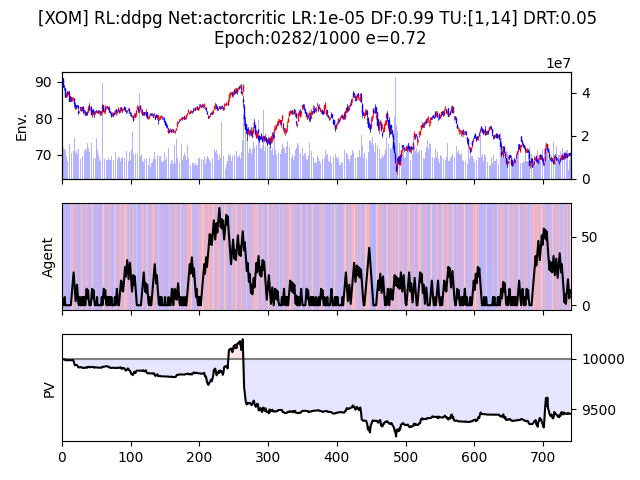 [XOM] RL:ddpg Net:actorcritic LR:1e-05 DF:0.99 TU:[1,14] DRT:0.05
Epoch:0282/1000 e=0.72
1e7
90
80
70
Env.
4
2
0
Agent
50
0
PV
10000
9500
0 100 200 300 400 500 600 700